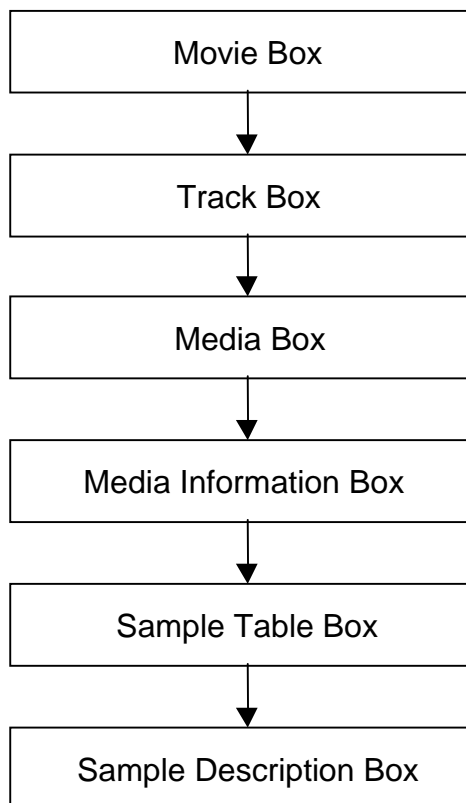 Movie Box
Track Box
Media Box
Media Information Box
Sample Table Box
Sample Description Box